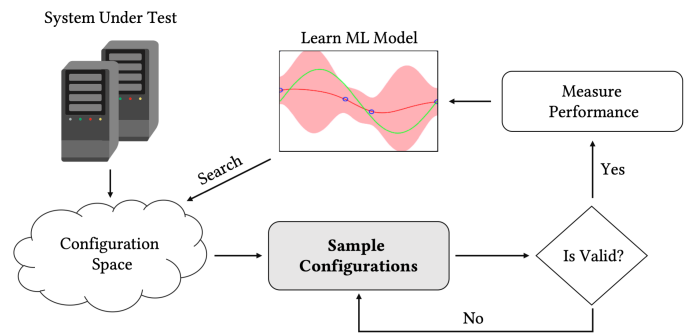 System Under Test
Learn ML Model
Measure
Performance
Search
Yes
Configuration
Space
Sample
Configurations
Is Valid?
No